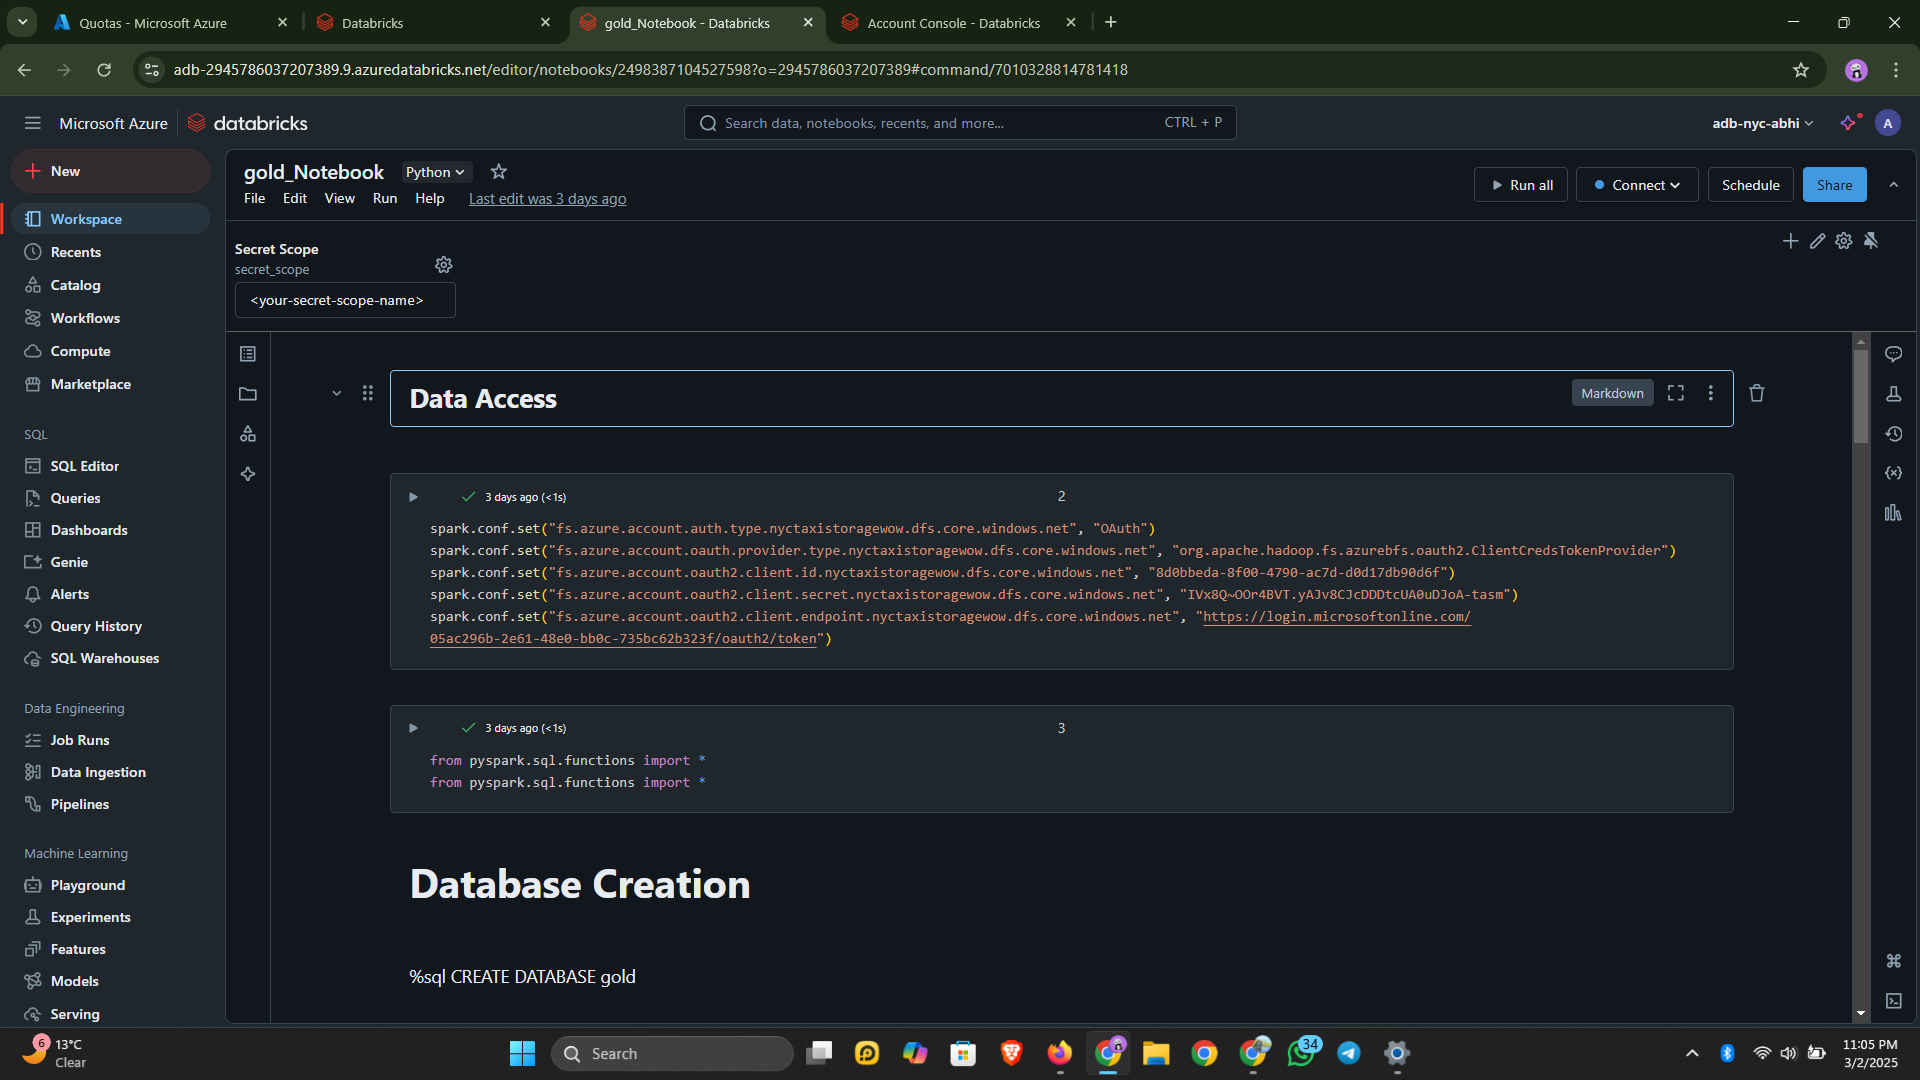 Quotas - Microsoft Azure
Databricks
gold_Notebook - Databricks
Account Console - Databricks
adb-2945786037207389.9.azuredatabricks.net/editor/notebooks/2498387104527598?o=2945786037207389#command/7010328814781418
Microsoft Azure
databricks
Search data, notebooks, recents, and more...
CTRL + P
adb-nyc-abhi
A
New
Workspace
Recents
Catalog
Workflows
Compute
Marketplace
SQL
SQL Editor
Queries
Dashboards
Genie
Alerts
Query History
SQL Warehouses
Data Engineering
Job Runs
Data Ingestion
Pipelines
Machine Learning
Playground
Experiments
Features
Models
Serving
gold_Notebook
Python
File Edit View Run Help Last edit was 3 days ago
Run all
Connect
Schedule
Share
Secret Scope
secret_scope
<your-secret-scope-name>
Data Access
Markdown
3 days ago (<1s)
2
spark.conf.set("fs.azure.account.auth.type.nyctaxistoragewow.dfs.core.windows.net", "OAuth")
spark.conf.set("fs.azure.account.oauth.provider.type.nyctaxistoragewow.dfs.core.windows.net", "org.apache.hadoop.fs.azurebfs.oauth2.ClientCredsTokenProvider")
spark.conf.set("fs.azure.account.oauth2.client.id.nyctaxistoragewow.dfs.core.windows.net", "8d0bbeda-8f00-4790-ac7d-d0d17db90d6f")
spark.conf.set("fs.azure.account.oauth2.client.secret.nyctaxistoragewow.dfs.core.windows.net", "IVx8Q~OOr4BVT.yAJv8CJcDDDtcUA0uDJoA-tasm")
spark.conf.set("fs.azure.account.oauth2.client.endpoint.nyctaxistoragewow.dfs.core.windows.net", "https://login.microsoftonline.com/
05ac296b-2e61-48e0-bb0c-735bc62b323f/oauth2/token")
3 days ago (<1s)
3
from pyspark.sql.functions import *
from pyspark.sql.functions import *
Database Creation
%sql CREATE DATABASE gold
6
13°C
Clear
Search
34
11:05 PM
3/2/2025